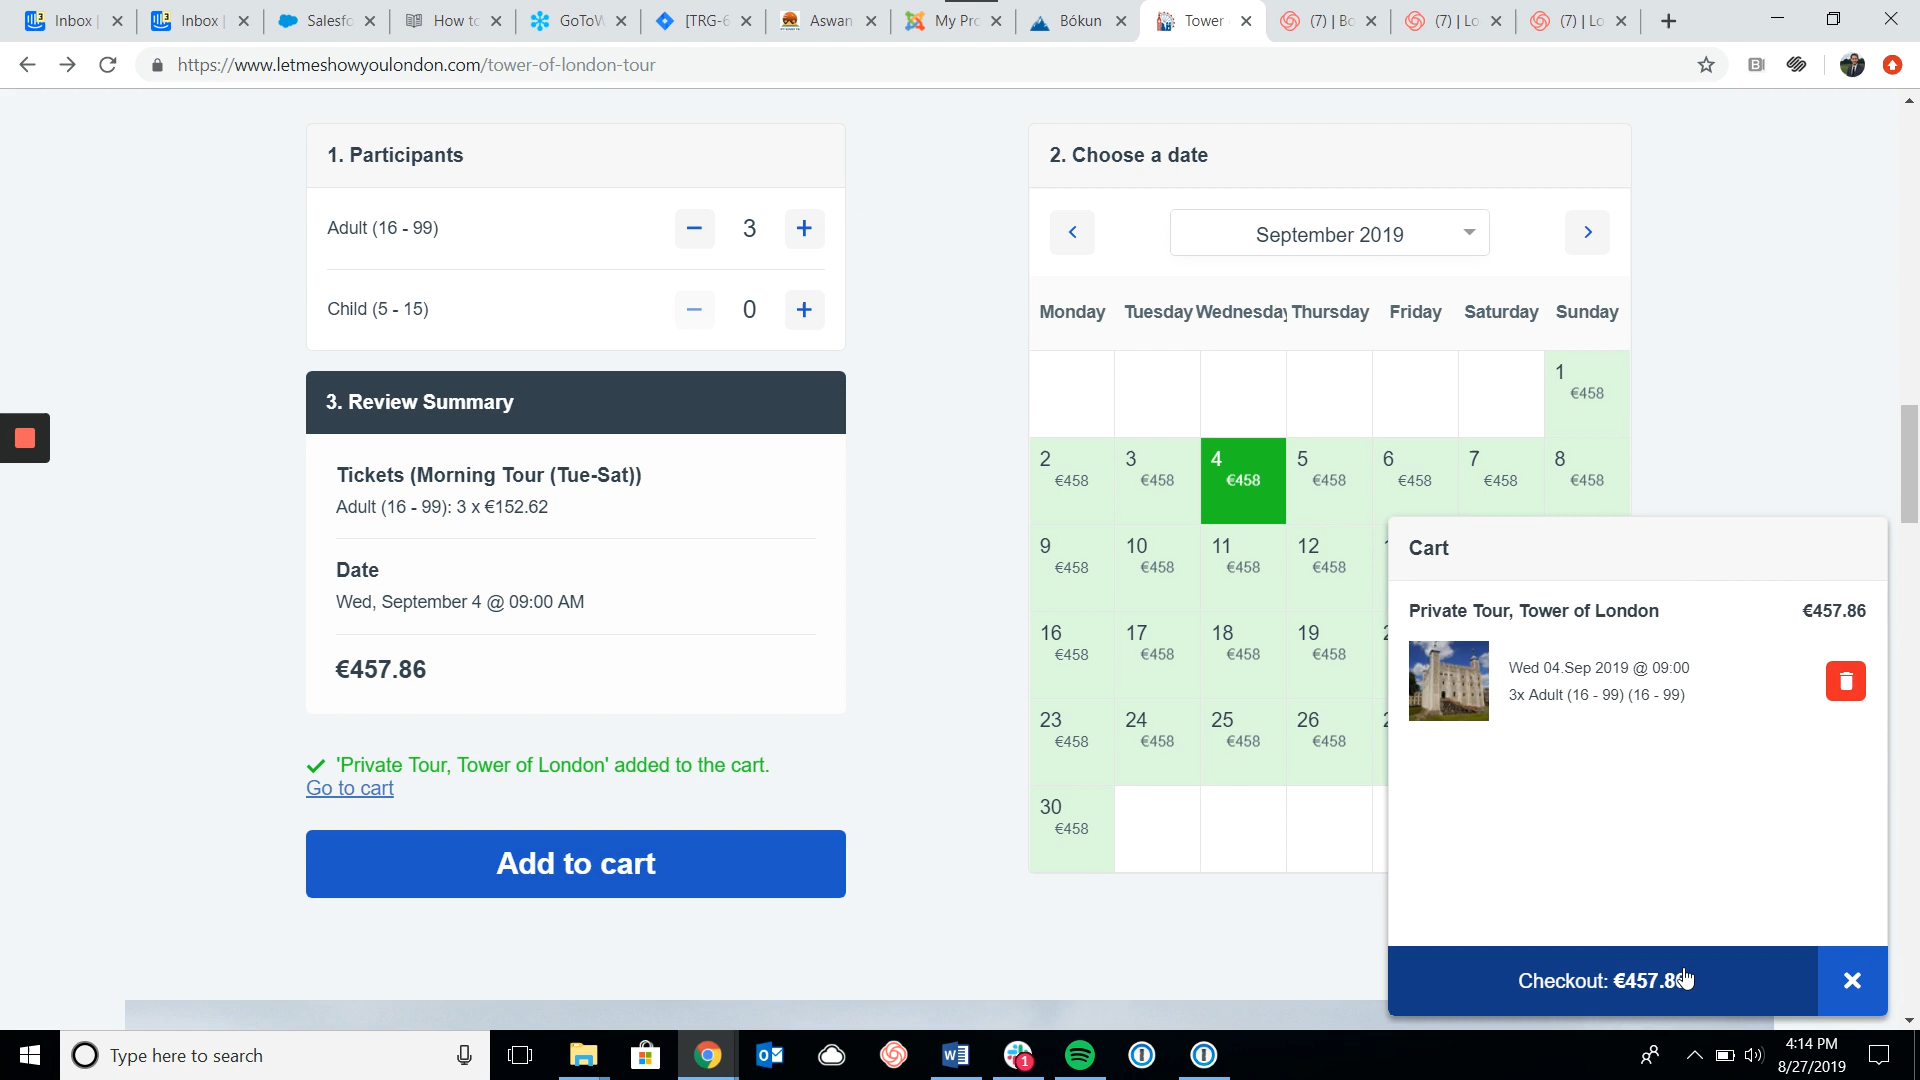 Inbox
Inbox
Salesfo
How to
GoToW
[TRG-6
Aswan
My Pro
Bókun
Tower
(7) | Bo
(7) | Lo
(7) | Lo
https://www.letmeshowyoulondon.com/tower-of-london-tour
1. Participants
Adult (16 - 99)
3
Child (5 - 15)
0
3. Review Summary
Tickets (Morning Tour (Tue-Sat))
Adult (16 - 99): 3 x €152.62
Date
Wed, September 4 @ 09:00 AM
€457.86
'Private Tour, Tower of London' added to the cart.
Go to cart
Add to cart
2. Choose a date
September 2019
Monday Tuesday Wednesday Thursday Friday Saturday Sunday
1
€458
2 3 4 5 6 7 8
€458 €458 €458 €458 €458 €458 €458
9 10 11 12
€458 €458 €458 €458
16 17 18 19
€458 €458 €458 €458
23 24 25 26
€458 €458 €458 €458
30
€458
Cart
Private Tour, Tower of London €457.86
Wed 04.Sep 2019 @ 09:00
3x Adult (16 - 99) (16 - 99)
Checkout: €457.86
Type here to search
1
4:14 PM
8/27/2019